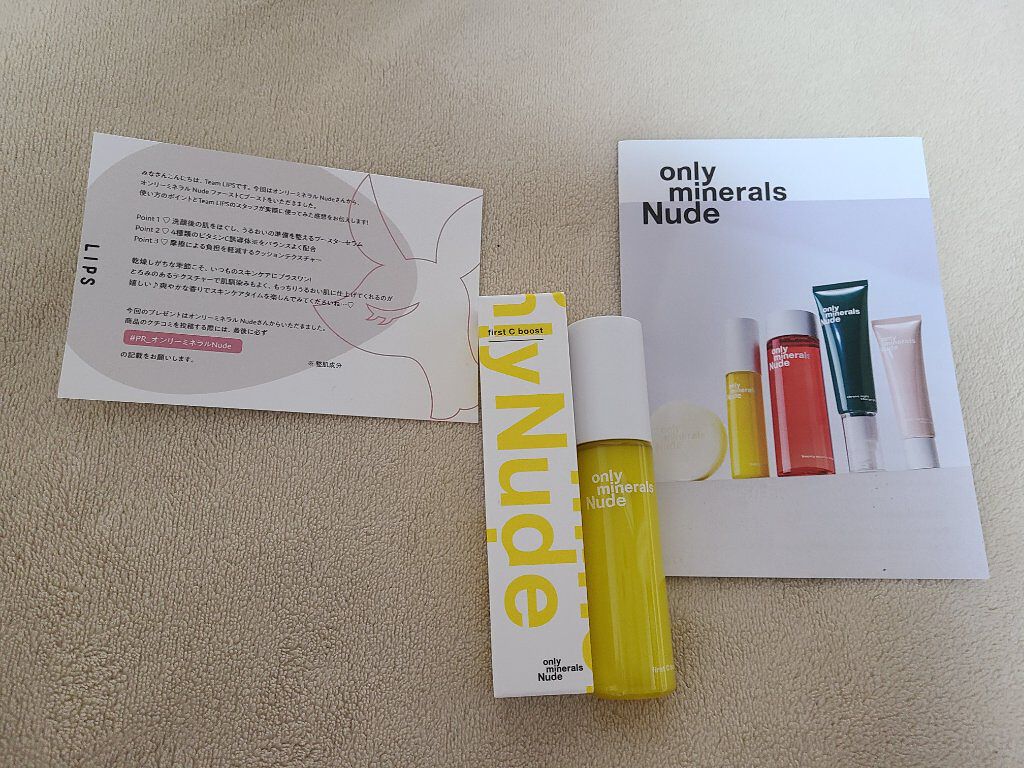 みなさんこんにちは、Team LIPSです。今回はオンリーミネラル Nudeさんから、
オンリーミネラル Nude ファーストCブーストをいただきました。
使い方のポイントとTeam LIPSのスタッフが実際に使ってみた感想をお伝えします!
Point 1 ♡ 洗顔後の肌をほぐし、うるおいの準備を整えるブースターセラム
Point 2 ♡ 4種類のビタミンC誘導体※をバランスよく配合
Point 3 ♡ 摩擦による負担を軽減するクッションテクスチャー
乾燥しがちな季節こそ、いつものスキンケアにプラスワン!
とろみのあるテクスチャーで肌馴染みもよく、もっちりうるおい肌に仕上げてくれるのが
嬉しい♪爽やかな香りでスキンケアタイムを楽しんでみてくださいね…♡
今回のプレゼントはオンリーミネラル Nudeさんからいただきました。
商品のクチコミを投稿する際には、最後に必ず
#PR_オンリーミネラルNude
の記載をお願いします。
※ 整肌成分
LIPS
first C boost
nly Nude
only
minerals
Nude
only
minerals
Nude
First C
only
minerals
Nude
only
minerals
Nude
only
minerals
Nude
only
minerals
Nude
only
minerals
Nude